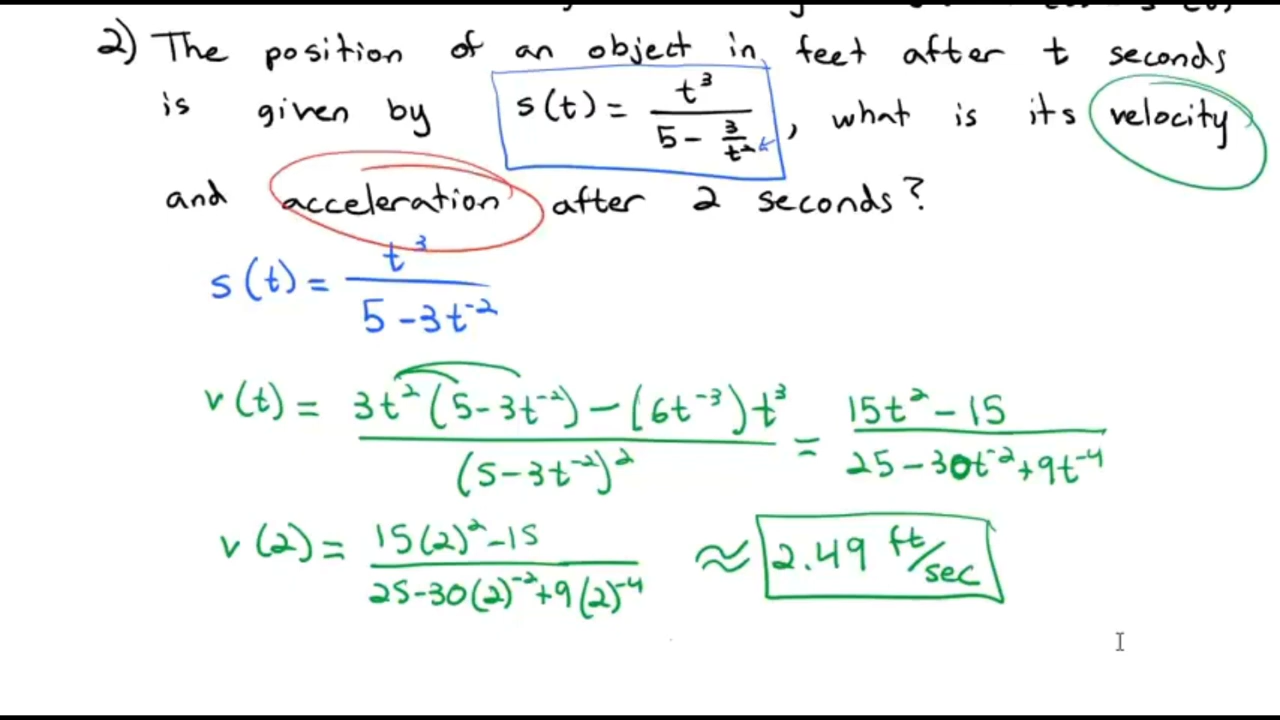 2) The position of an object in feet after t seconds
is given by s(t) = t³ / (5 - 3/t²), what is its velocity
and acceleration after 2 seconds?
s(t) = t³ / (5 - 3t⁻²)
v(t) = (3t²(5 - 3t⁻²) - (6t⁻³)t³) / (5 - 3t⁻²)² = (15t² - 15) / (25 - 30t⁻² + 9t⁻⁴)
v(2) = (15(2)² - 15) / (25 - 30(2)⁻² + 9(2)⁻⁴) ≈ 2.49 ft/sec